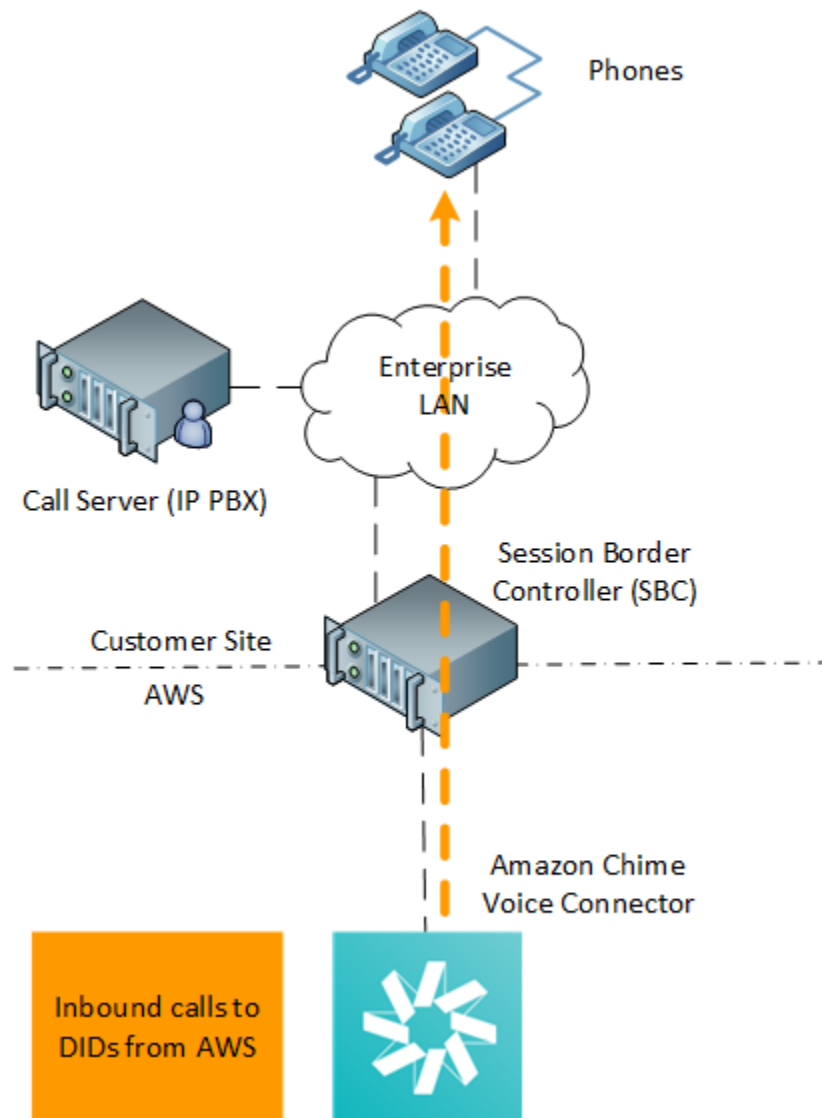 Phones
Enterprise
LAN
Call Server (IP PBX)
Session Border
Controller (SBC)
Customer Site
AWS
Amazon Chime
Voice Connector
Inbound calls to
DIDs from AWS